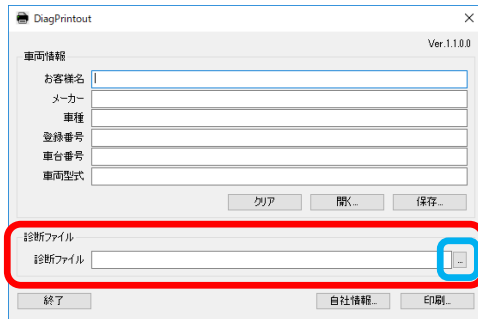 DiagPrintout
Ver.1.1.0.0
車両情報
お客様名
メーカー
車種
登録番号
車台番号
車両型式
クリア 開く... 保存...
診断ファイル
診断ファイル ...
終了 自社情報... 印刷...